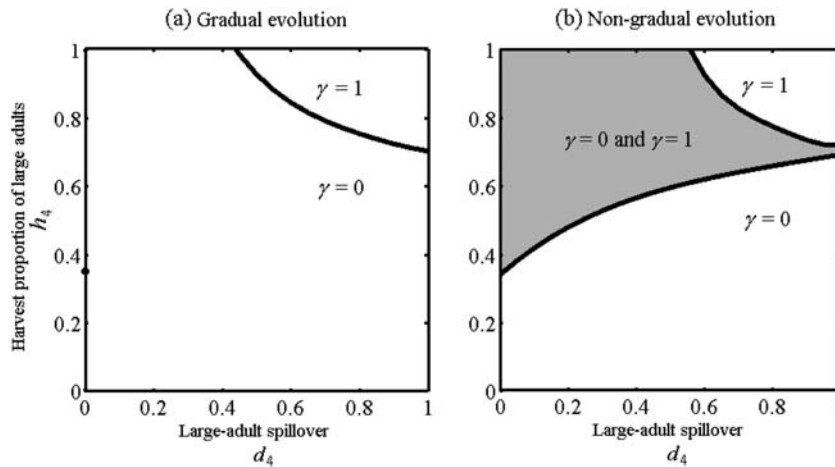 (a) Gradual evolution
1
0.8
0.6
0.4
0.2
0
0
0.2
0.4
0.6
0.8
1
γ = 1
γ = 0
Harvest proportion of large adults
h4
Large-adult spillover
d4
(b) Non-gradual evolution
1
0.8
0.6
0.4
0.2
0
0
0.2
0.4
0.6
0.8
γ = 1
γ = 0 and γ = 1
γ = 0
Large-adult spillover
d4